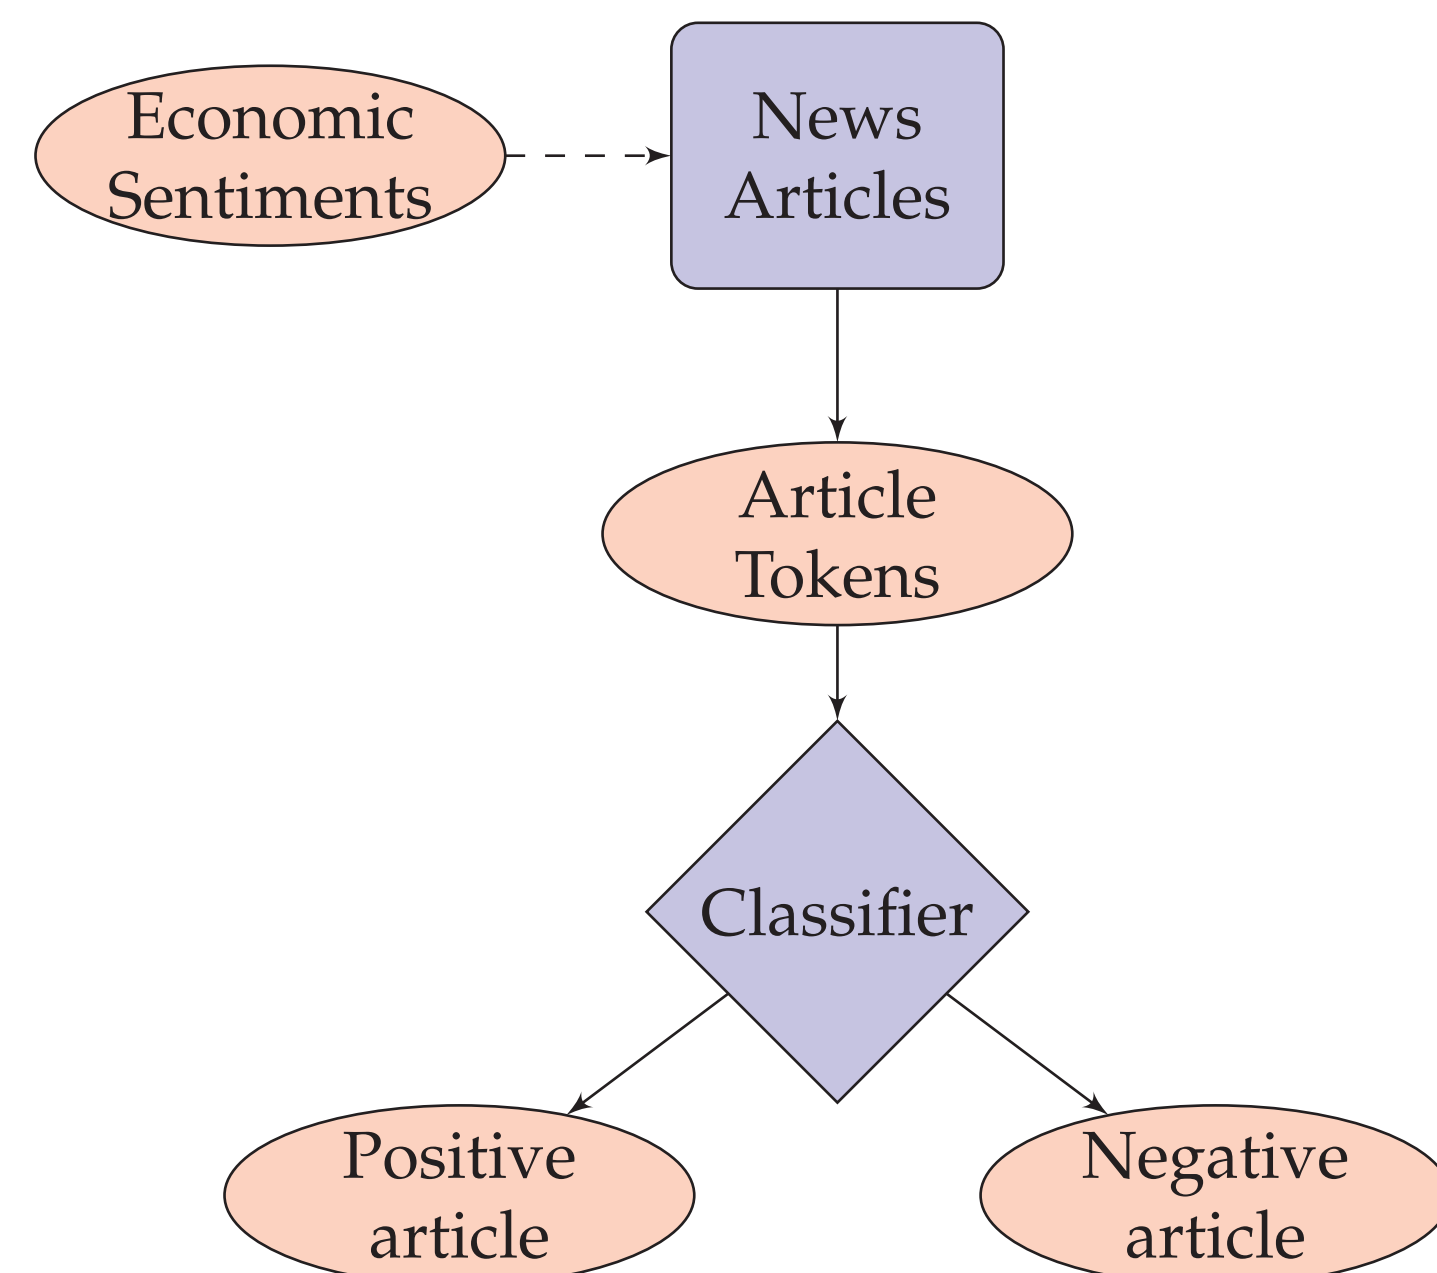 Economic
Sentiments
News
Articles
Article
Tokens
Classifier
Positive
article
Negative
article